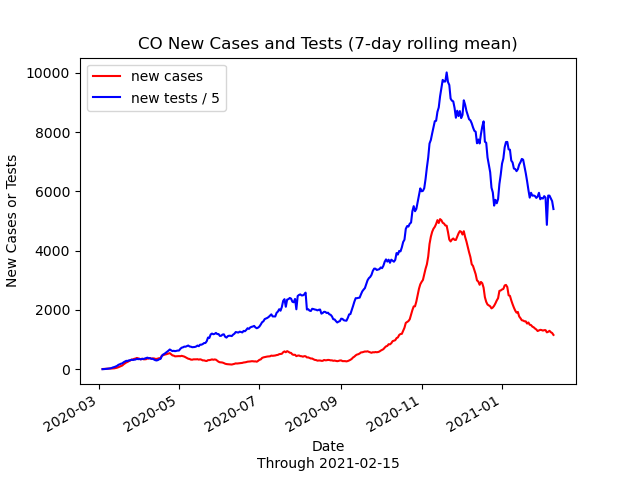 CO New Cases and Tests (7-day rolling mean)
new cases
new tests / 5
New Cases or Tests
10000
8000
6000
4000
2000
0
2020-03
2020-05
2020-07
2020-09
2020-11
2021-01
Date
Through 2021-02-15